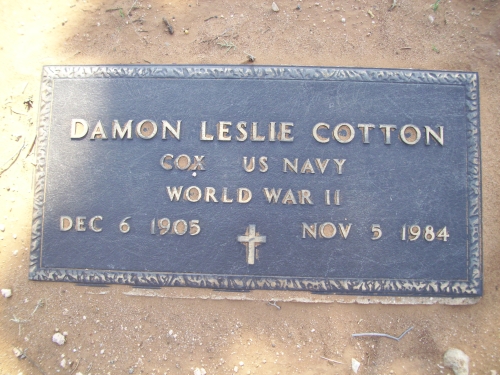 DAMON LESLIE COTTON
COX US NAVY
WORLD WAR II
DEC 6 1905 NOV 5 1984